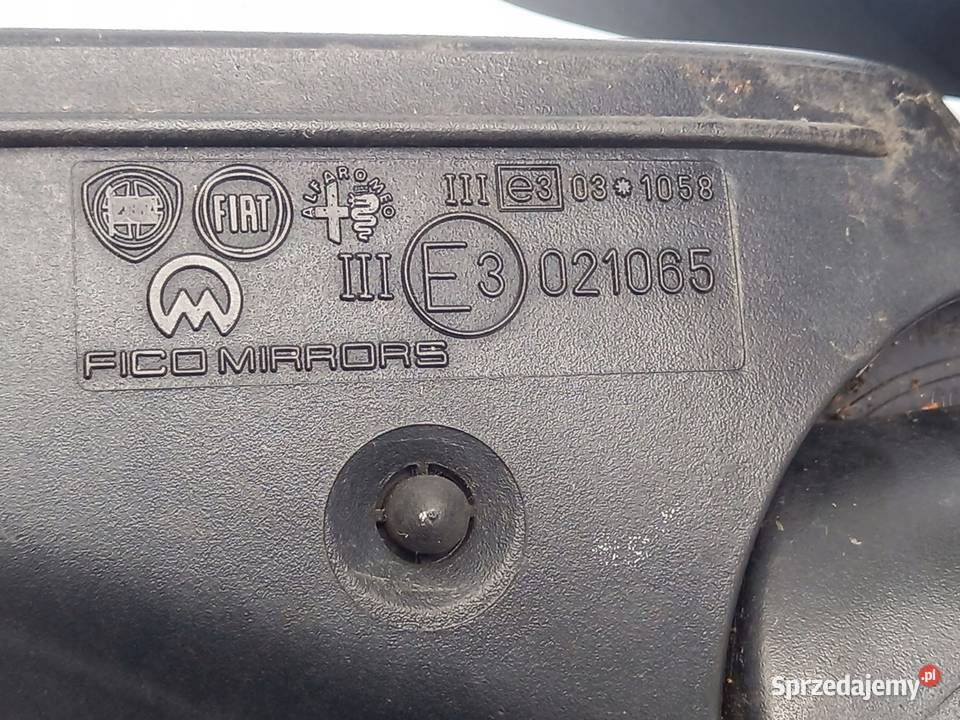 FIAT
ALFA ROMEO
III e3 03*1058
III E3 021065
FICO MIRRORS
Sprzedajemy.pl